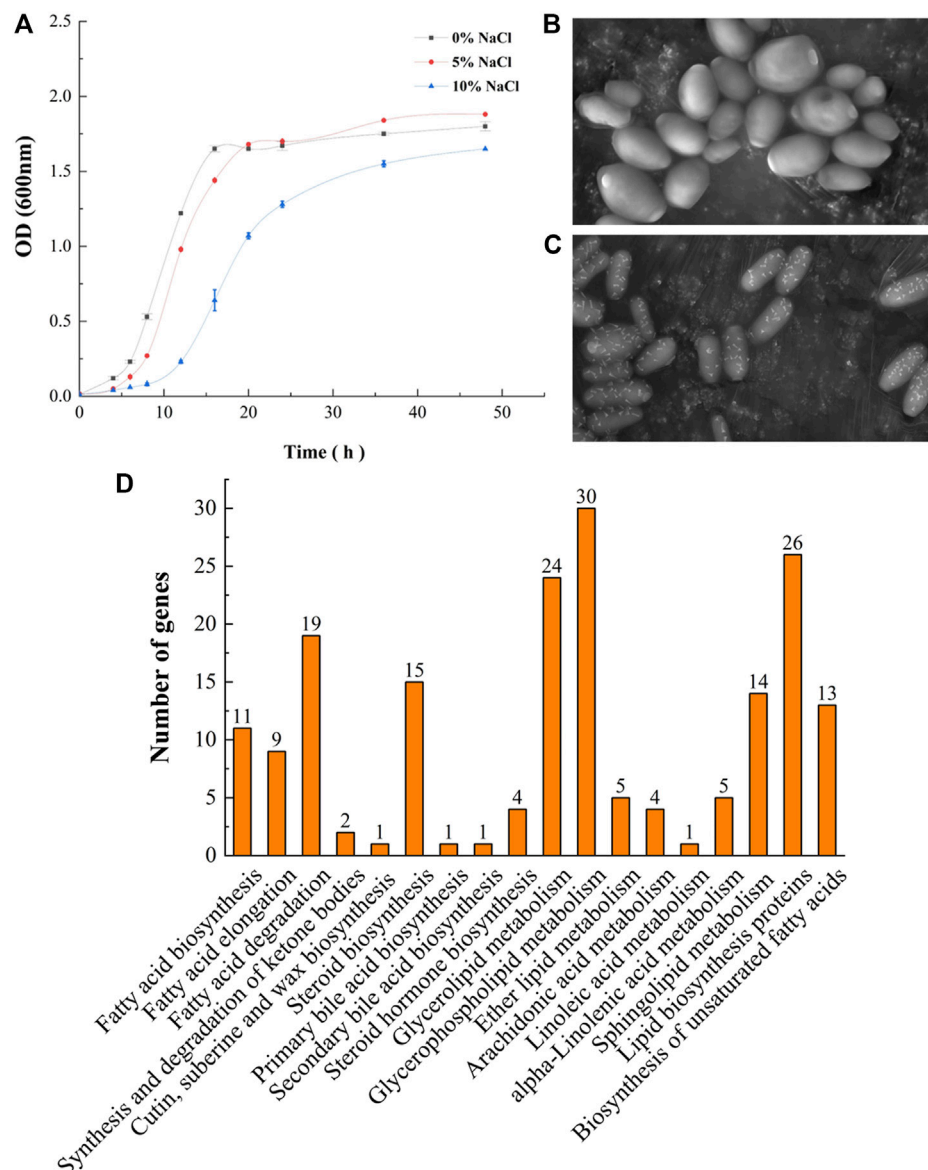 A
0% NaCl
5% NaCl
10% NaCl
OD (600nm)
2.5
2.0
1.5
1.0
0.5
0.0
0 10 20 30 40 50
Time ( h )
B
C
D
Number of genes
30
25
20
15
10
5
0
11 9 19 2 1 15 1 1 4 24 30 5 4 1 5 14 26 13
Fatty acid biosynthesis
Fatty acid elongation
Fatty acid degradation
Synthesis and degradation of ketone bodies
Cutin, suberine and wax biosynthesis
Steroid biosynthesis
Primary bile acid biosynthesis
Secondary bile acid biosynthesis
Steroid hormone biosynthesis
Glycerolipid metabolism
Glycerophospholipid metabolism
Ether lipid metabolism
Arachidonic acid metabolism
Linoleic acid metabolism
alpha-Linolenic acid metabolism
Sphingolipid metabolism
Lipid biosynthesis proteins
Biosynthesis of unsaturated fatty acids